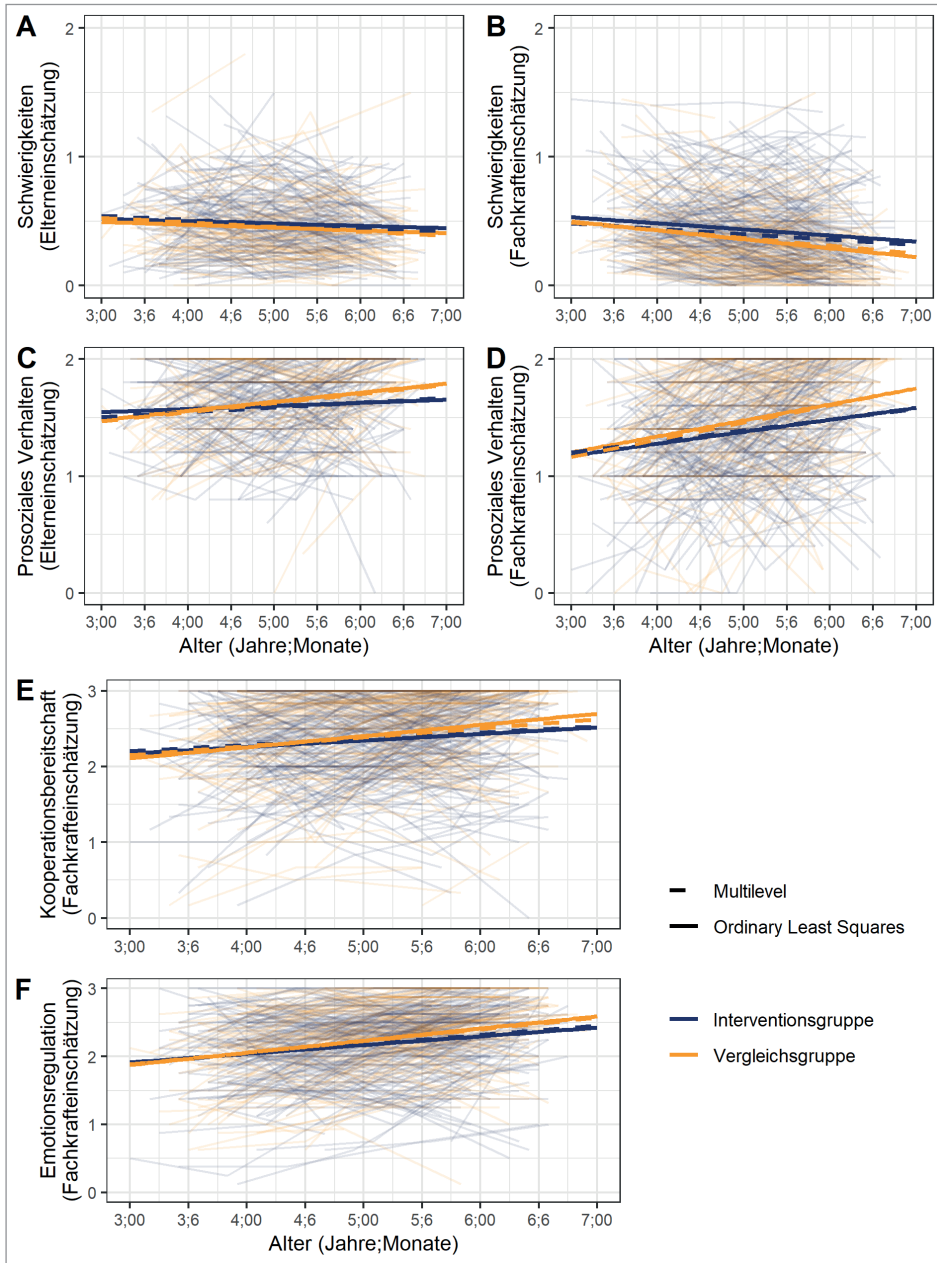 A
Schwierigkeiten
(Elterneinschätzung)
2
1
0
3;00 3;6 4;00 4;6 5;00 5;6 6;00 6;6 7;00
B
Schwierigkeiten
(Fachkrafteinschätzung)
2
1
0
3;00 3;6 4;00 4;6 5;00 5;6 6;00 6;6 7;00
C
Prosoziales Verhalten
(Elterneinschätzung)
2
1
0
3;00 3;6 4;00 4;6 5;00 5;6 6;00 6;6 7;00
Alter (Jahre;Monate)
D
Prosoziales Verhalten
(Fachkrafteinschätzung)
2
1
0
3;00 3;6 4;00 4;6 5;00 5;6 6;00 6;6 7;00
Alter (Jahre;Monate)
E
Kooperationsbereitschaft
(Fachkrafteinschätzung)
3
2
1
0
3;00 3;6 4;00 4;6 5;00 5;6 6;00 6;6 7;00
F
Emotionsregulation
(Fachkrafteinschätzung)
3
2
1
0
3;00 3;6 4;00 4;6 5;00 5;6 6;00 6;6 7;00
Alter (Jahre;Monate)
Multilevel
Ordinary Least Squares
Interventionsgruppe
Vergleichsgruppe